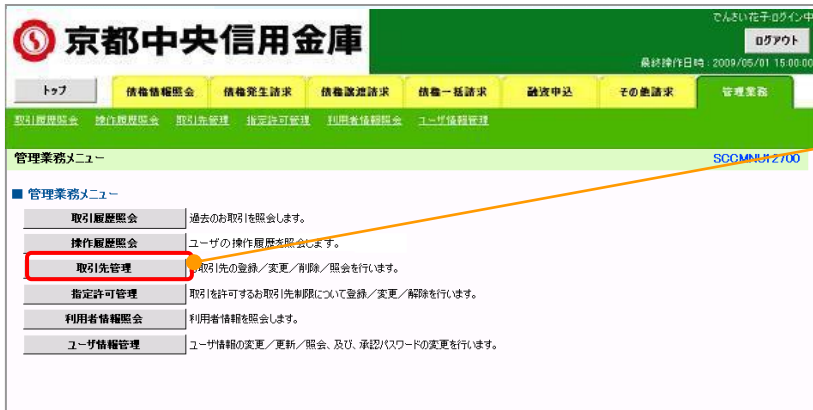 でんさい花子ログイン中
京都中央信用金庫
ログアウト
最終操作日時:2009/05/01 15:00:00
トップ 債権情報照会 債権発生請求 債権譲渡請求 債権一括請求 融資申込 その他請求 管理業務
取引履歴照会 操作履歴照会 取引先管理 指定許可管理 利用者情報照会 ユーザ情報管理
管理業務メニュー SCCMNU12700
■ 管理業務メニュー
取引履歴照会 過去のお取引を照会します。
操作履歴照会 ユーザの操作履歴を照会します。
取引先管理 お取引先の登録/変更/削除/照会を行います。
指定許可管理 取引を許可するお取引先制限について登録/変更/解除を行います。
利用者情報照会 利用者情報を照会します。
ユーザ情報管理 ユーザ情報の変更/更新/照会、及び、承認パスワードの変更を行います。